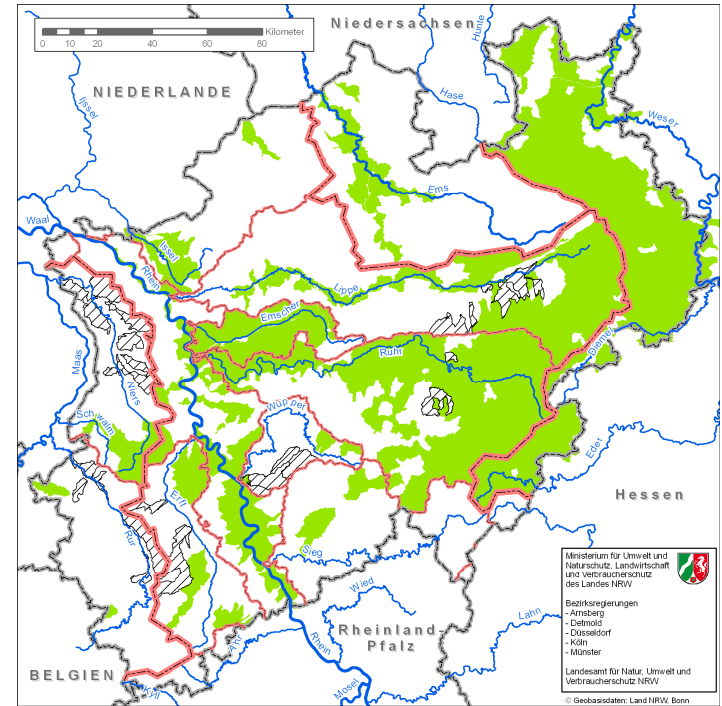 Niedersachsen
Kilometer
0 10 20 40 60 80
Hunte
NIEDERLANDE
Ijssel
Hase
Weser
Ems
Waal
Issel
Rhein
Lippe
Emscher
Diemel
Ruhr
Maas
Niers
Wupper
Schwalm
Eder
Erft
Hessen
Rur
Sieg
Wied
Lahn
Rheinland-
Pfalz
Rhein
Ahr
BELGIEN
Kyll
Mosel
Ministerium für Umwelt und
Naturschutz, Landwirtschaft
und Verbraucherschutz
des Landes NRW
Bezirksregierungen
- Arnsberg
- Detmold
- Düsseldorf
- Köln
- Münster
Landesamt für Natur, Umwelt und
Verbraucherschutz NRW
© Geobasisdaten: Land NRW, Bonn